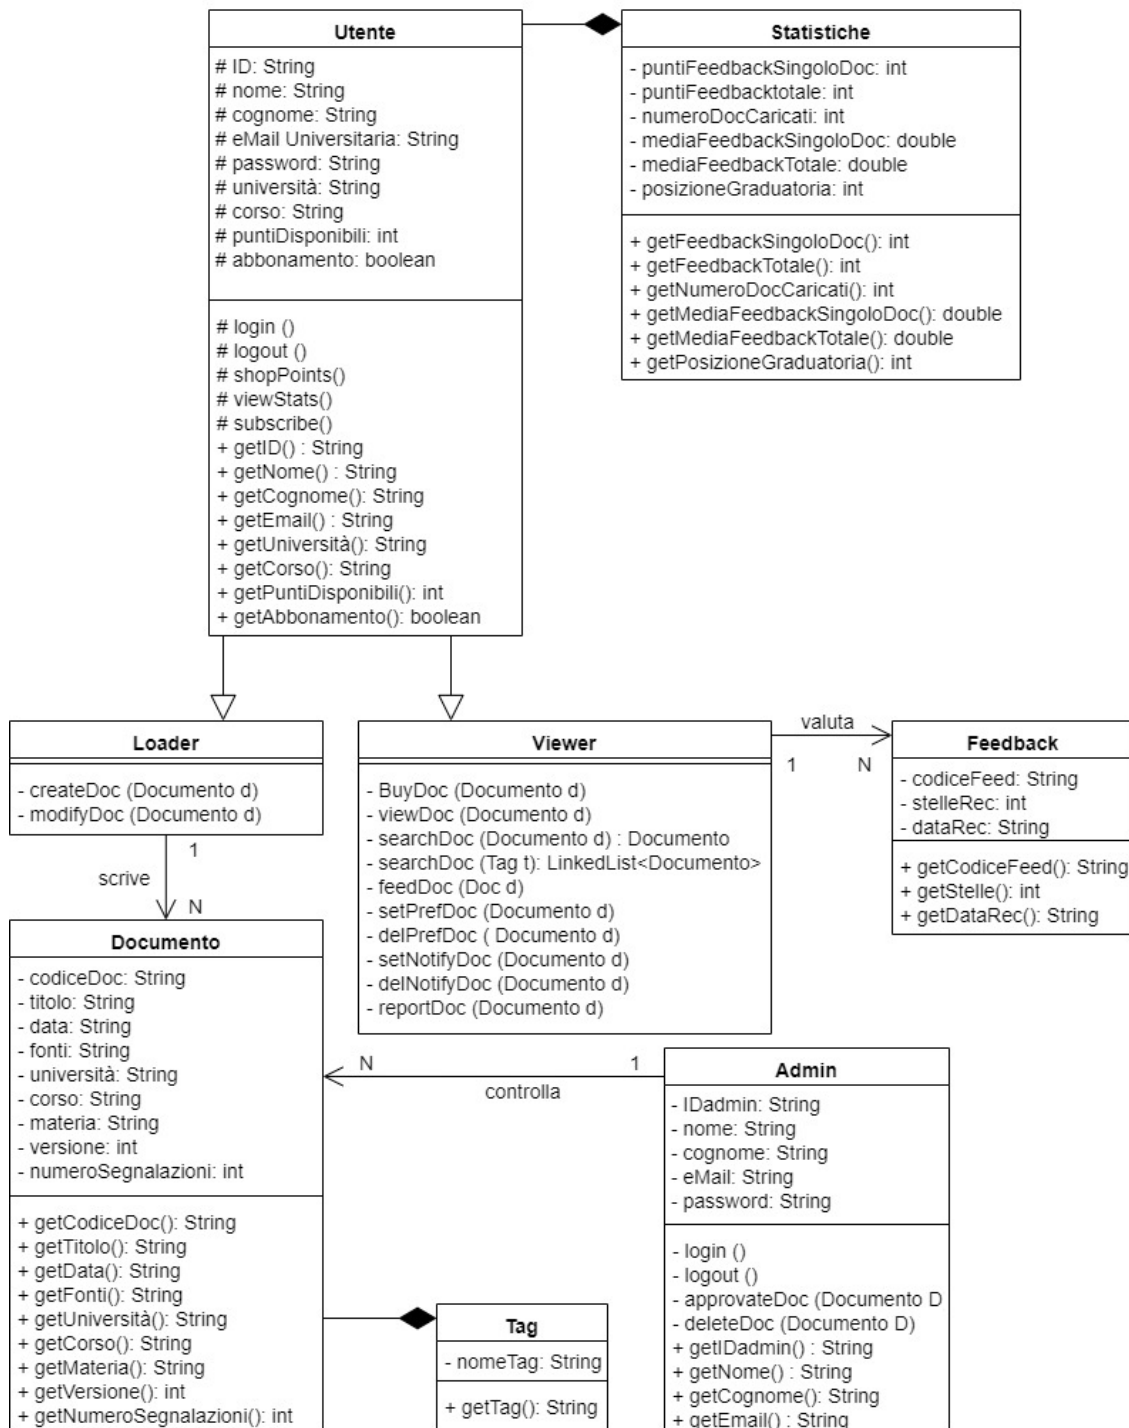 Utente
# ID: String
# nome: String
# cognome: String
# eMail Universitaria: String
# password: String
# università: String
# corso: String
# puntiDisponibili: int
# abbonamento: boolean
# login ()
# logout ()
# shopPoints()
# viewStats()
# subscribe()
+ getID() : String
+ getNome() : String
+ getCognome(): String
+ getEmail() : String
+ getUniversità(): String
+ getCorso(): String
+ getPuntiDisponibili(): int
+ getAbbonamento(): boolean
Statistiche
- puntiFeedbackSingoloDoc: int
- puntiFeedbacktotale: int
- numeroDocCaricati: int
- mediaFeedbackSingoloDoc: double
- mediaFeedbackTotale: double
- posizioneGraduatoria: int
+ getFeedbackSingoloDoc(): int
+ getFeedbackTotale(): int
+ getNumeroDocCaricati(): int
+ getMediaFeedbackSingoloDoc(): double
+ getMediaFeedbackTotale(): double
+ getPosizioneGraduatoria(): int
Loader
- createDoc (Documento d)
- modifyDoc (Documento d)
1
scrive
N
Viewer
- BuyDoc (Documento d)
- viewDoc (Documento d)
- searchDoc (Documento d) : Documento
- searchDoc (Tag t): LinkedList<Documento>
- feedDoc (Doc d)
- setPrefDoc (Documento d)
- delPrefDoc ( Documento d)
- setNotifyDoc (Documento d)
- delNotifyDoc (Documento d)
- reportDoc (Documento d)
valuta
1
N
Feedback
- codiceFeed: String
- stelleRec: int
- dataRec: String
+ getCodiceFeed(): String
+ getStelle(): int
+ getDataRec(): String
Documento
- codiceDoc: String
- titolo: String
- data: String
- fonti: String
- università: String
- corso: String
- materia: String
- versione: int
- numeroSegnalazioni: int
+ getCodiceDoc(): String
+ getTitolo(): String
+ getData(): String
+ getFonti(): String
+ getUniversità(): String
+ getCorso(): String
+ getMateria(): String
+ getVersione(): int
+ getNumeroSegnalazioni(): int
N
1
controlla
Admin
- IDadmin: String
- nome: String
- cognome: String
- eMail: String
- password: String
- login ()
- logout ()
- approvateDoc (Documento D
- deleteDoc (Documento D)
+ getIDadmin() : String
+ getNome() : String
+ getCognome(): String
+ getEmail() : String
Tag
- nomeTag: String
+ getTag(): String